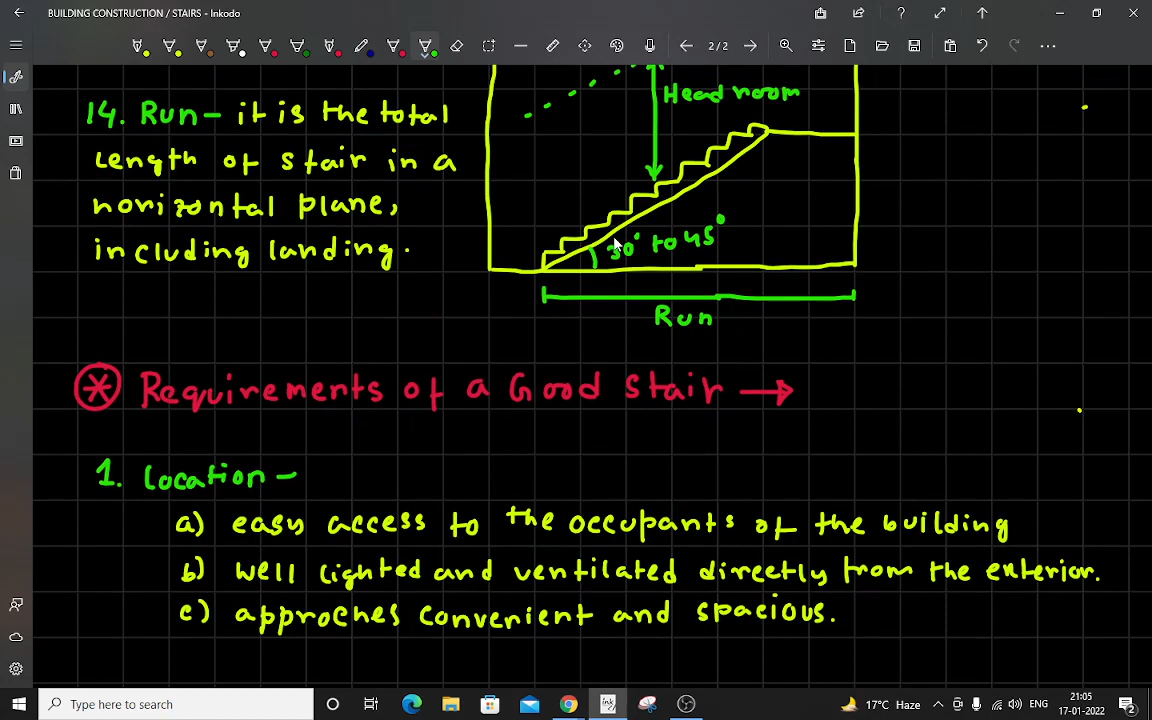 BUILDING CONSTRUCTION / STAIRS - Inkodo
2/2
Head room
14. Run- it is the total
length of stair in a
horizontal plane,
including landing.
30° to 45°
Run
Requirements of a Good stair →
1. Location -
a) easy access to the occupants of the building
b) well lighted and ventilated directly from the exterior.
c) approches convenient and spacious.
Type here to search
17°C Haze
ENG
21:05
17-01-2022
2